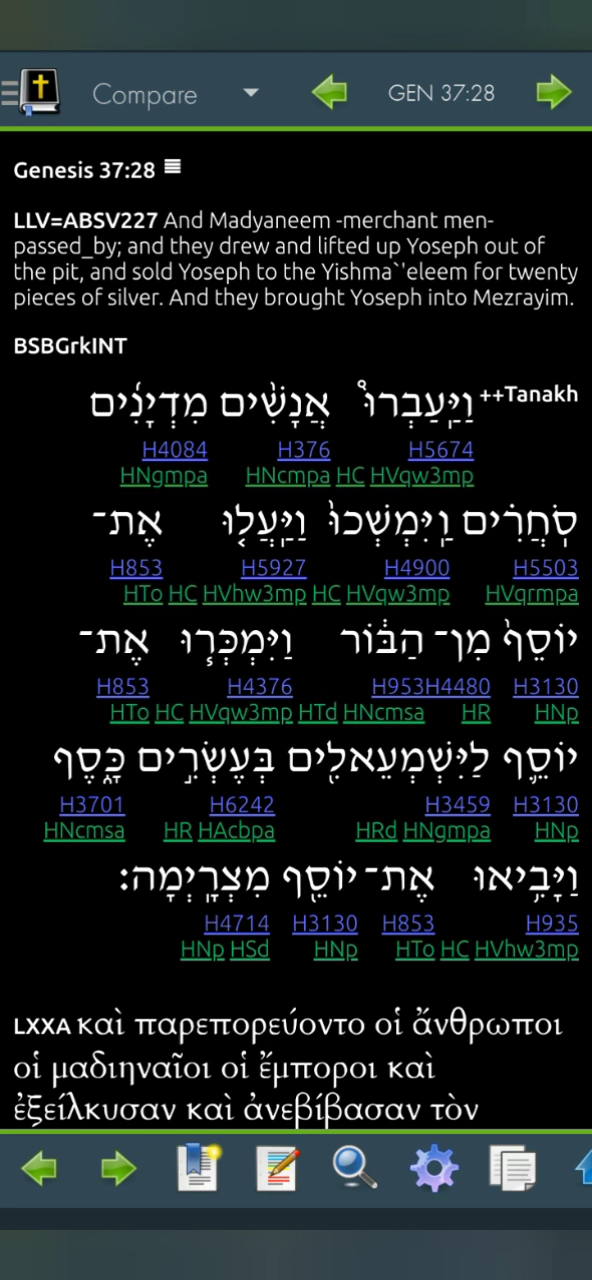 Compare
GEN 37:28
Genesis 37:28
LLV=ABSV227 And Madyaneem -merchant men-
passed_by; and they drew and lifted up Yoseph out of
the pit, and sold Yoseph to the Yishma`'eleem for twenty
pieces of silver. And they brought Yoseph into Mezrayim.
BSBGrkINT
++Tanakh וַיַּֽעַבְרוּ֩ אֲנָשִׁ֨ים מִדְיָנִ֜ים
H4084 H376 H5674
HNgmpa HNcmpa HC HVqw3mp
סֹֽחֲרִ֗ים וַֽיִּמְשְׁכוּ֙ וַיַּֽעֲל֤וּ אֶת־
H853 H5927 H4900 H5503
HTo HC HVhw3mp HC HVqw3mp HVqrmpa
יוֹסֵף֙ מִן־ הַבּ֔וֹר וַיִּמְכְּר֧וּ אֶת־
H853 H4376 H953H4480 H3130
HTo HC HVqw3mp HTd HNcmsa HR HNp
יוֹסֵ֛ף לַיִּשְׁמְעֵאלִ֖ים בְּעֶשְׂרִ֣ים כָּ֑סֶף
H3701 H6242 H3459 H3130
HNcmsa HR HAcbpa HRd HNgmpa HNp
וַיָּבִ֥יאוּ אֶת־ יוֹסֵ֖ף מִצְרָֽיְמָה׃
H4714 H3130 H853 H935
HNp HSd HNp HTo HC HVhw3mp
LXXA καὶ παρεπορεύοντο οἱ ἄνθρωποι
οἱ μαδιηναῖοι οἱ ἔμποροι καὶ
ἐξείλκυσαν καὶ ἀνεβίβασαν τὸν